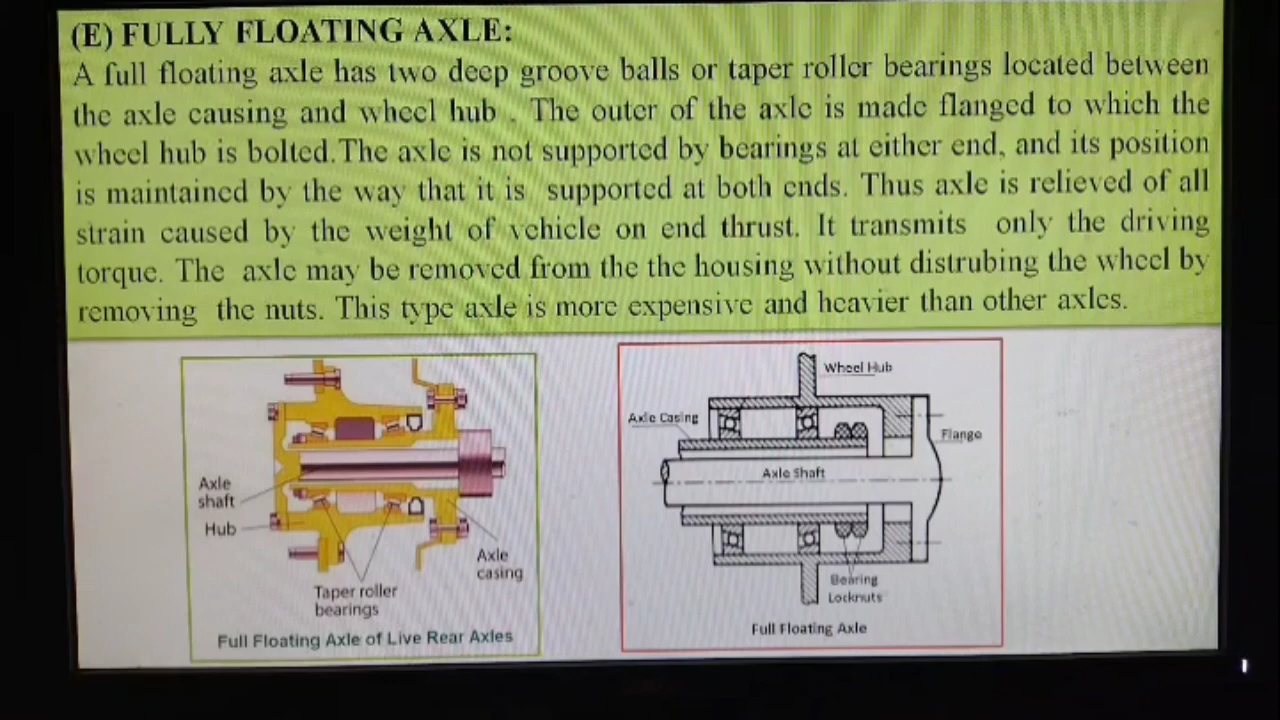 (E) FULLY FLOATING AXLE:
A full floating axle has two deep groove balls or taper roller bearings located between
the axle causing and wheel hub . The outer of the axle is made flanged to which the
wheel hub is bolted.The axle is not supported by bearings at either end, and its position
is maintained by the way that it is supported at both ends. Thus axle is relieved of all
strain caused by the weight of vehicle on end thrust. It transmits only the driving
torque. The axle may be removed from the the housing without distrubing the wheel by
removing the nuts. This type axle is more expensive and heavier than other axles.
Axle
shaft
Hub
Taper roller
bearings
Axle
casing
Full Floating Axle of Live Rear Axles
Wheel Hub
Axle Casing
Flange
Axle Shaft
Bearing
Locknuts
Full Floating Axle